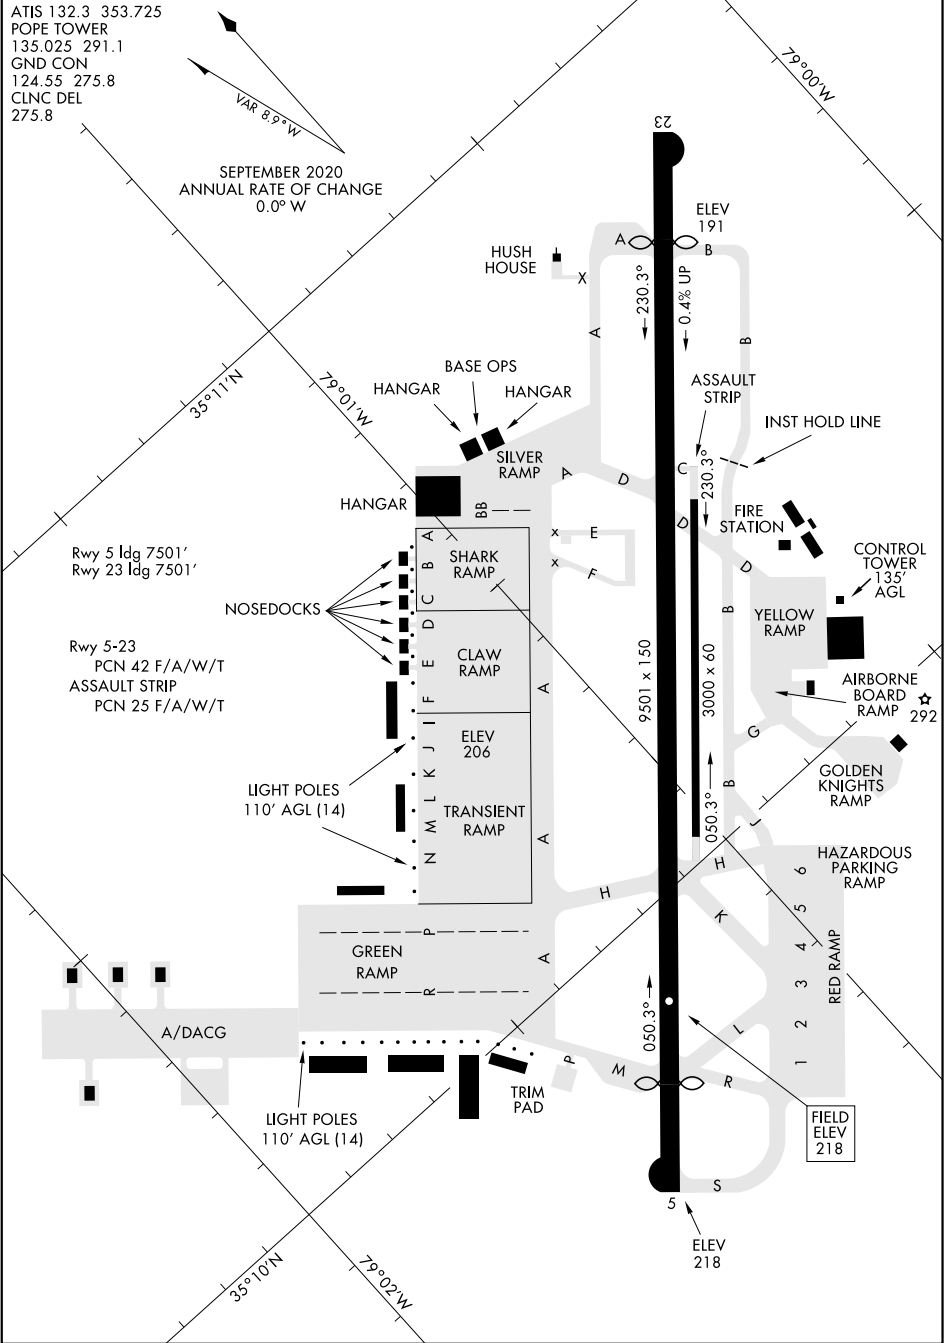 ATIS 132.3 353.725
POPE TOWER
135.025 291.1
GND CON
124.55 275.8
CLNC DEL
275.8
VAR 8.9° W
SEPTEMBER 2020
ANNUAL RATE OF CHANGE
0.0° W
79°00'W
23
ELEV
191
A
B
HUSH
HOUSE
X
230.3°
0.4% UP
A
B
35°11'N
79°01'W
BASE OPS
HANGAR
HANGAR
ASSAULT
STRIP
INST HOLD LINE
SILVER
RAMP
A
D
C
230.3°
HANGAR
BB
D
FIRE
STATION
Rwy 5 ldg 7501'
Rwy 23 ldg 7501'
A
B
C
D
E
F
I
J
K
L
M
N
SHARK
RAMP
x
E
x
F
D
CONTROL
TOWER
135'
AGL
NOSEDOCKS
B
YELLOW
RAMP
Rwy 5-23
PCN 42 F/A/W/T
ASSAULT STRIP
PCN 25 F/A/W/T
CLAW
RAMP
A
9501 x 150
3000 x 60
AIRBORNE
BOARD
RAMP
292
ELEV
206
G
LIGHT POLES
110' AGL (14)
TRANSIENT
RAMP
A
050.3°
B
J
GOLDEN
KNIGHTS
RAMP
H
H
K
HAZARDOUS
PARKING
RAMP
6
5
4
3
2
1
RED RAMP
P
GREEN
RAMP
R
A
A/DACG
050.3°
L
P
M
R
TRIM
PAD
LIGHT POLES
110' AGL (14)
FIELD
ELEV
218
S
5
ELEV
218
35°10'N
79°02'W